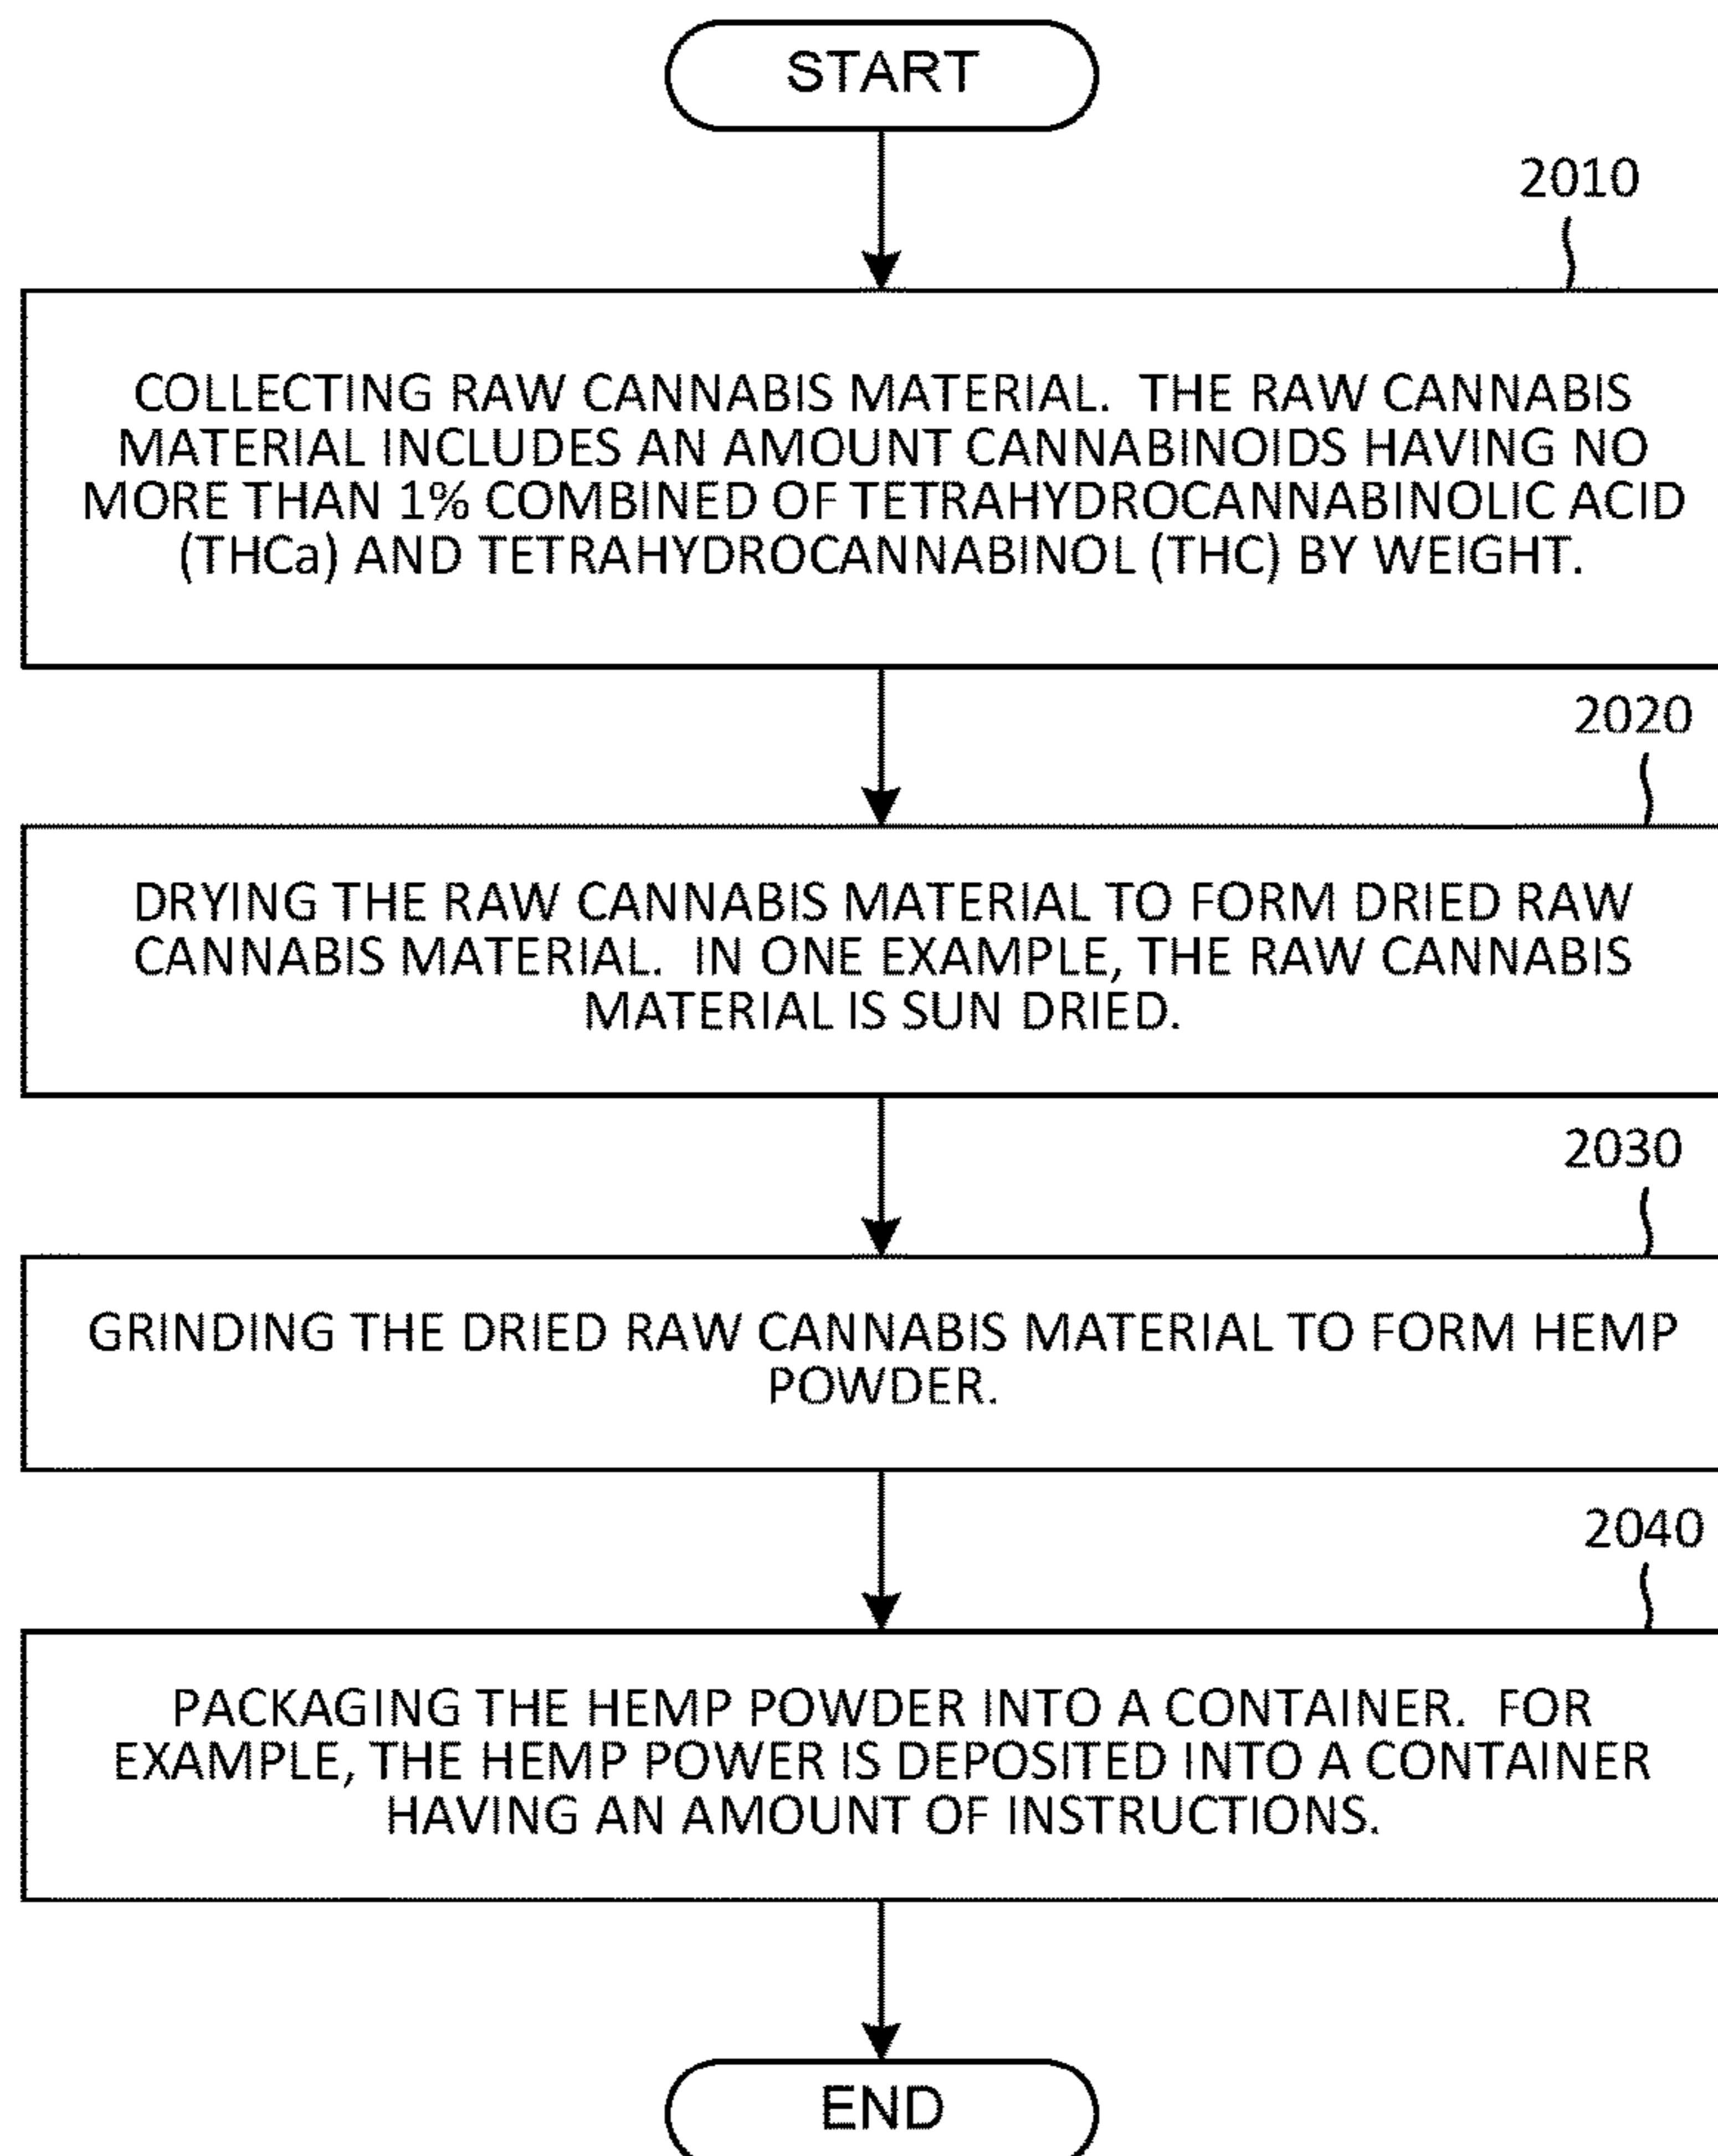 START
2010
COLLECTING RAW CANNABIS MATERIAL.  THE RAW CANNABIS
MATERIAL INCLUDES AN AMOUNT CANNABINOIDS HAVING NO
MORE THAN 1% COMBINED OF TETRAHYDROCANNABINOLIC ACID
(THCa) AND TETRAHYDROCANNABINOL (THC) BY WEIGHT.
2020
DRYING THE RAW CANNABIS MATERIAL TO FORM DRIED RAW
CANNABIS MATERIAL.  IN ONE EXAMPLE, THE RAW CANNABIS
MATERIAL IS SUN DRIED.
2030
GRINDING THE DRIED RAW CANNABIS MATERIAL TO FORM HEMP
POWDER.
2040
PACKAGING THE HEMP POWDER INTO A CONTAINER.  FOR
EXAMPLE, THE HEMP POWER IS DEPOSITED INTO A CONTAINER
HAVING AN AMOUNT OF INSTRUCTIONS.
END